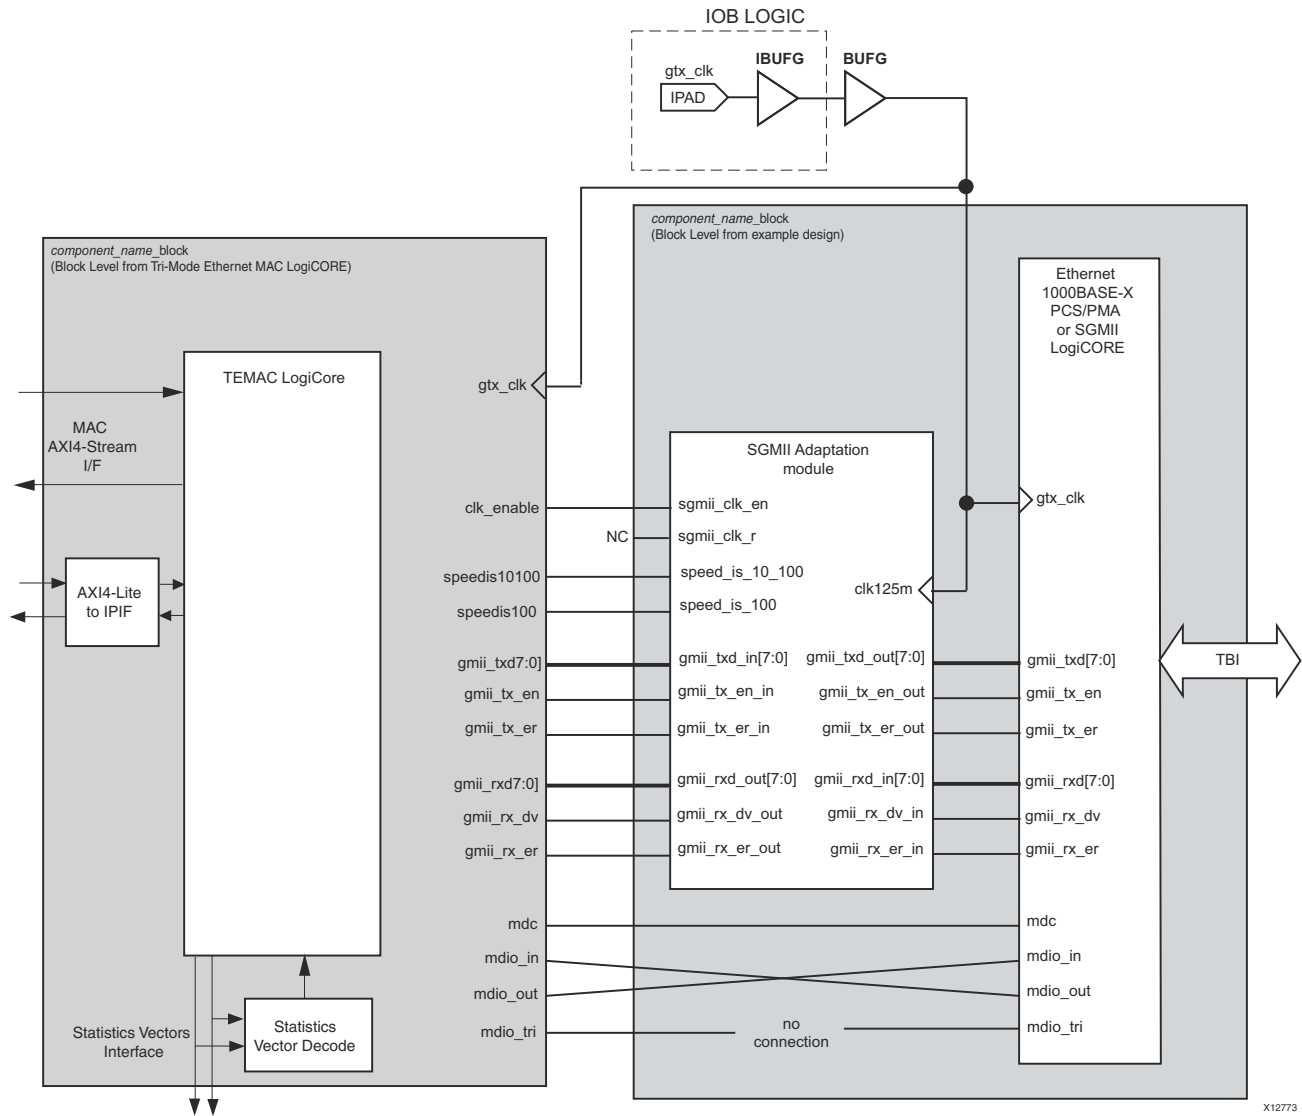 IOB LOGIC
IBUFG
BUFG
gtx_clk
IPAD
component_name_block
(Block Level from example design)
component_name_block
(Block Level from Tri-Mode Ethernet MAC LogiCORE)
Ethernet
1000BASE-X
PCS/PMA
or SGMII
LogiCORE
TEMAC LogiCore
gtx_clk
MAC
AXI4-Stream
I/F
SGMII Adaptation
module
gtx_clk
clk_enable
sgmii_clk_en
NC
sgmii_clk_r
speedis10100
speed_is_10_100
clk125m
AXI4-Lite
to IPIF
speedis100
speed_is_100
gmii_txd7:0]
gmii_txd_in[7:0]
gmii_txd_out[7:0]
gmii_txd[7:0]
TBI
gmii_tx_en
gmii_tx_en_in
gmii_tx_en_out
gmii_tx_en
gmii_tx_er
gmii_tx_er_in
gmii_tx_er_out
gmii_tx_er
gmii_rxd7:0]
gmii_rxd_out[7:0]
gmii_rxd_in[7:0]
gmii_rxd[7:0]
gmii_rx_dv
gmii_rx_dv_out
gmii_rx_dv_in
gmii_rx_dv
gmii_rx_er
gmii_rx_er_out
gmii_rx_er_in
gmii_rx_er
mdc
mdc
mdio_in
mdio_in
mdio_out
mdio_out
mdio_tri
no
connection
mdio_tri
Statistics Vectors
Interface
Statistics
Vector Decode
X12773